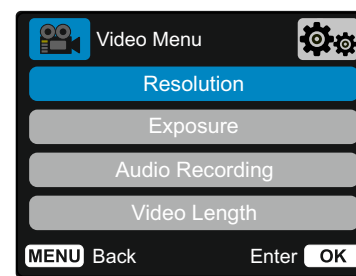 Video Menu
Resolution
Exposure
Audio Recording
Video Length
MENU Back Enter OK